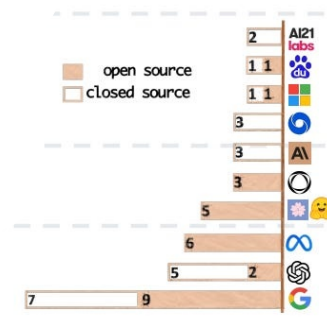 2 AI21 labs
open source 1 1 du
closed source 1 1
3
3 A\
3
5
6
5 2
7 9 G